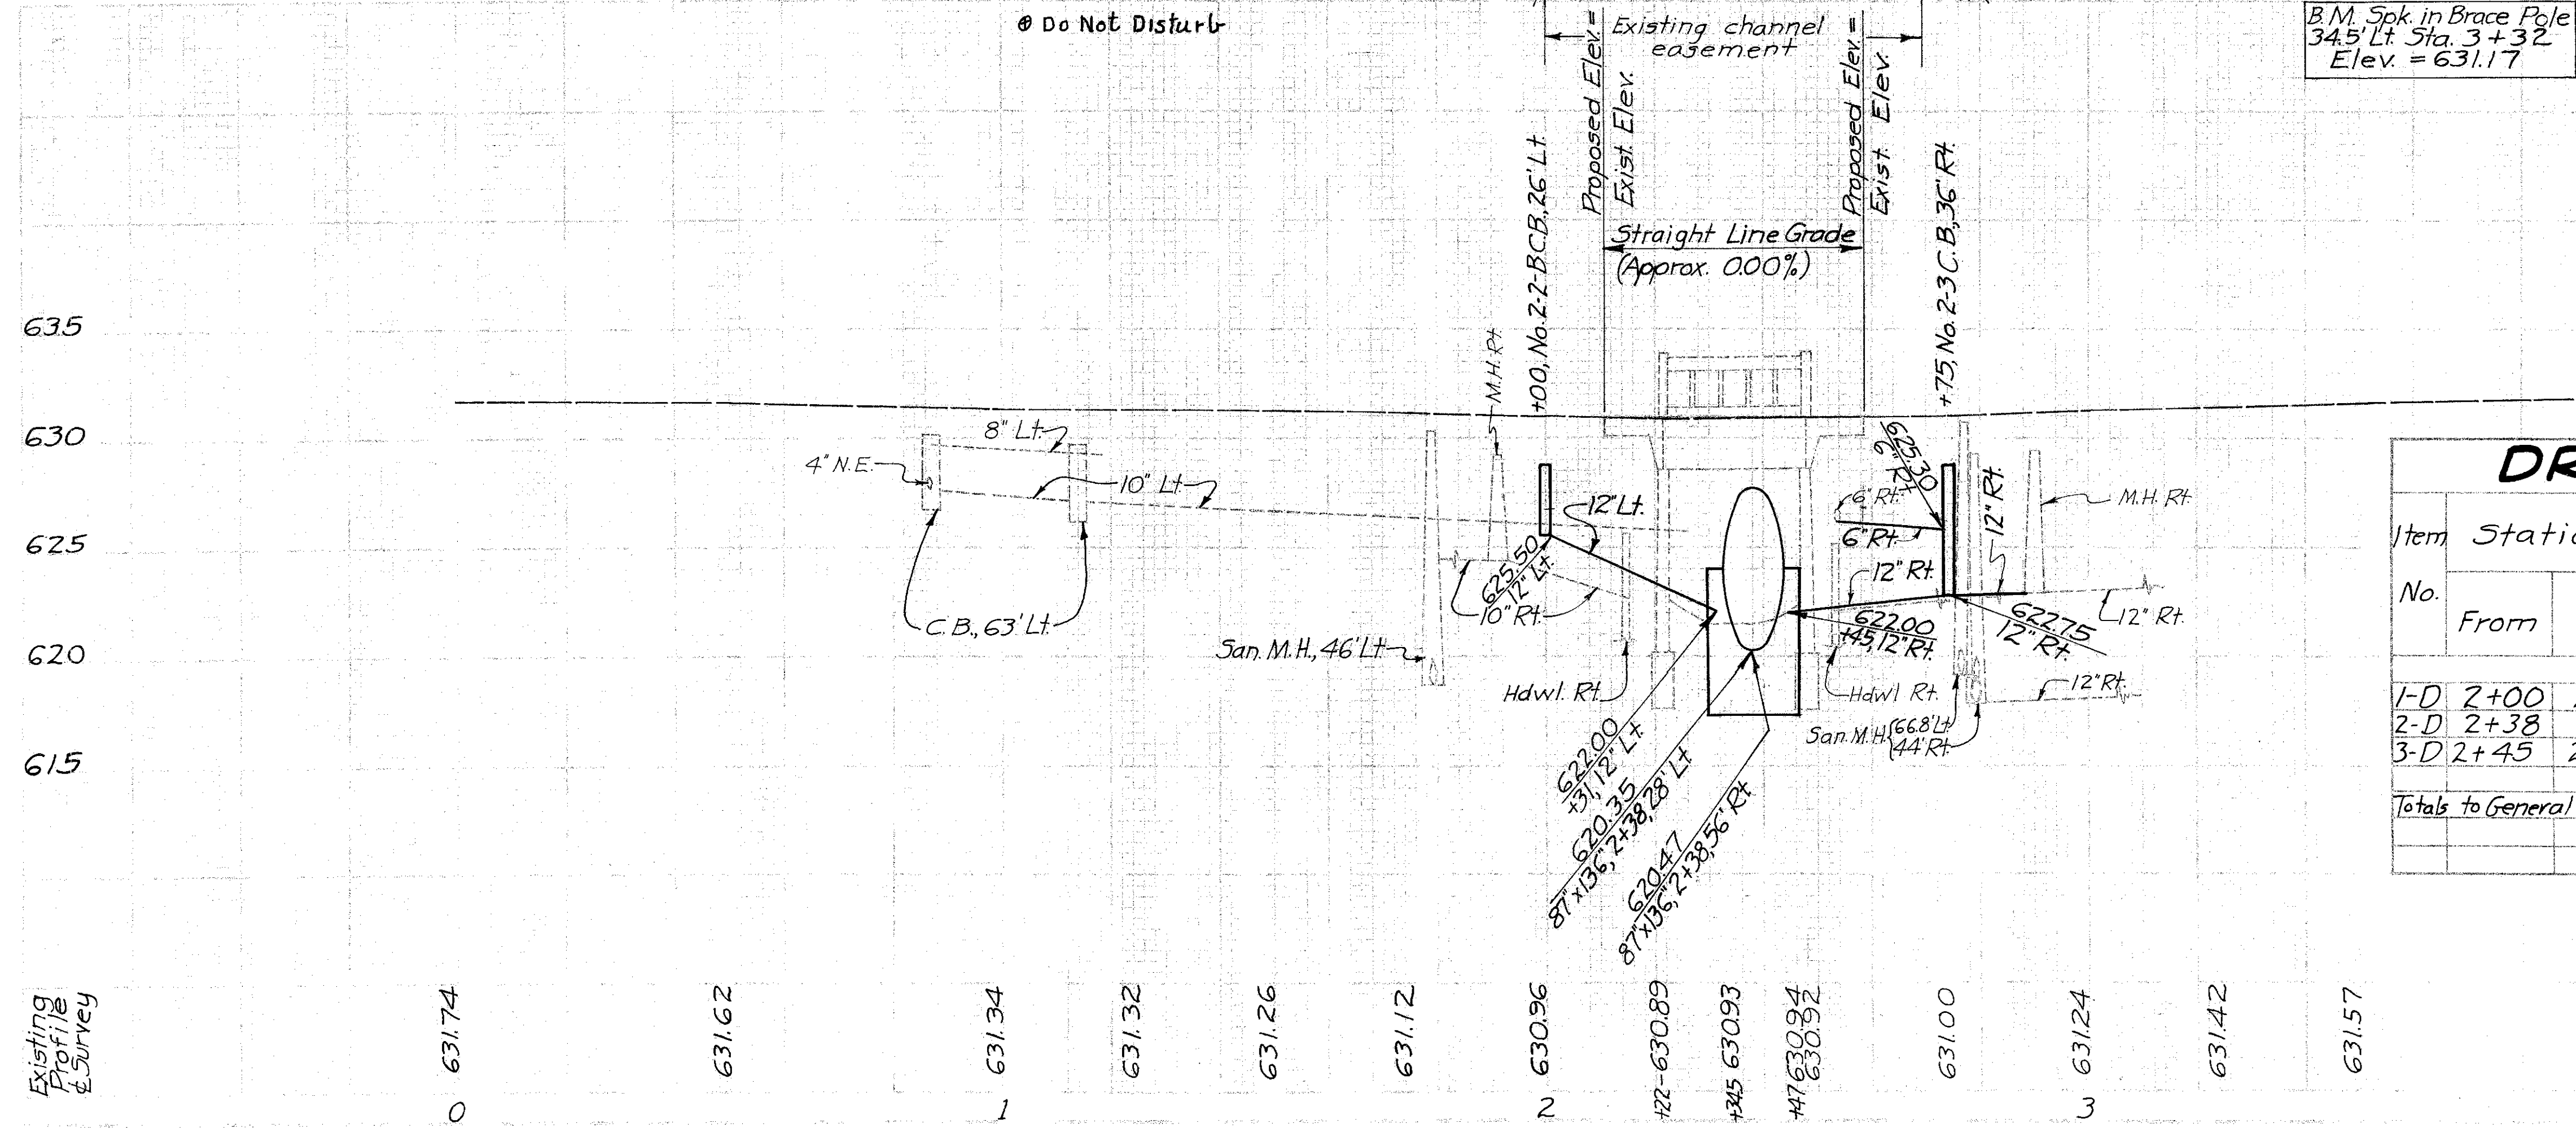 ⊕ Do Not Disturb
Existing channel
easement
Proposed Elev. =
Exist. Elev.
Proposed Elev. =
Exist. Elev.
B.M. Spk. in Brace Pole
34.5' Lt. Sta. 3+32
Elev. = 631.17
+00, No. 2-2-B C.B., 26' Lt.
+75, No. 2-3 C.B., 36' Rt.
Straight Line Grade
(Approx. 0.00%)
635
630
625
620
615
M.H. Rt.
8" Lt.
4" N.E.
10" Lt.
C.B., 63' Lt.
San. M.H., 46' Lt.
12" Lt.
625.50
12" Lt.
10" Rt.
Hdwl. Rt.
625.30
6" Rt.
6" Rt.
6" Rt.
12" Rt.
12" Rt.
M.H. Rt.
622.00
+45, 12" Rt.
622.75
12" Rt.
12" Rt.
12" Rt.
Hdwl Rt.
San. M.H. {66.8' Lt.
44' Rt.
622.00
+31, 12" Lt.
620.35
87"x136", 2+38, 28' Lt.
620.47
87"x136", 2+38, 56' Rt.
DR
Item
No.
Statio
From
1-D 2+00
2-D 2+38
3-D 2+45 2
Totals to General
Existing
Profile
℄ Survey
631.74
631.62
631.34
631.32
631.26
631.12
630.96
+22-630.89
+345 630.93
+47 630.94
630.92
631.00
631.24
631.42
631.57
0
1
2
3